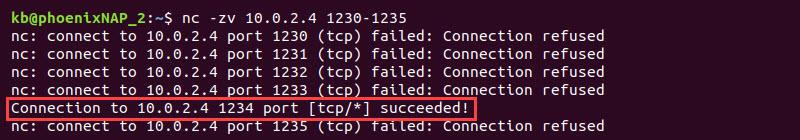 kb@phoenixNAP_2:~$ nc -zv 10.0.2.4 1230-1235
nc: connect to 10.0.2.4 port 1230 (tcp) failed: Connection refused
nc: connect to 10.0.2.4 port 1231 (tcp) failed: Connection refused
nc: connect to 10.0.2.4 port 1232 (tcp) failed: Connection refused
nc: connect to 10.0.2.4 port 1233 (tcp) failed: Connection refused
Connection to 10.0.2.4 1234 port [tcp/*] succeeded!
nc: connect to 10.0.2.4 port 1235 (tcp) failed: Connection refused